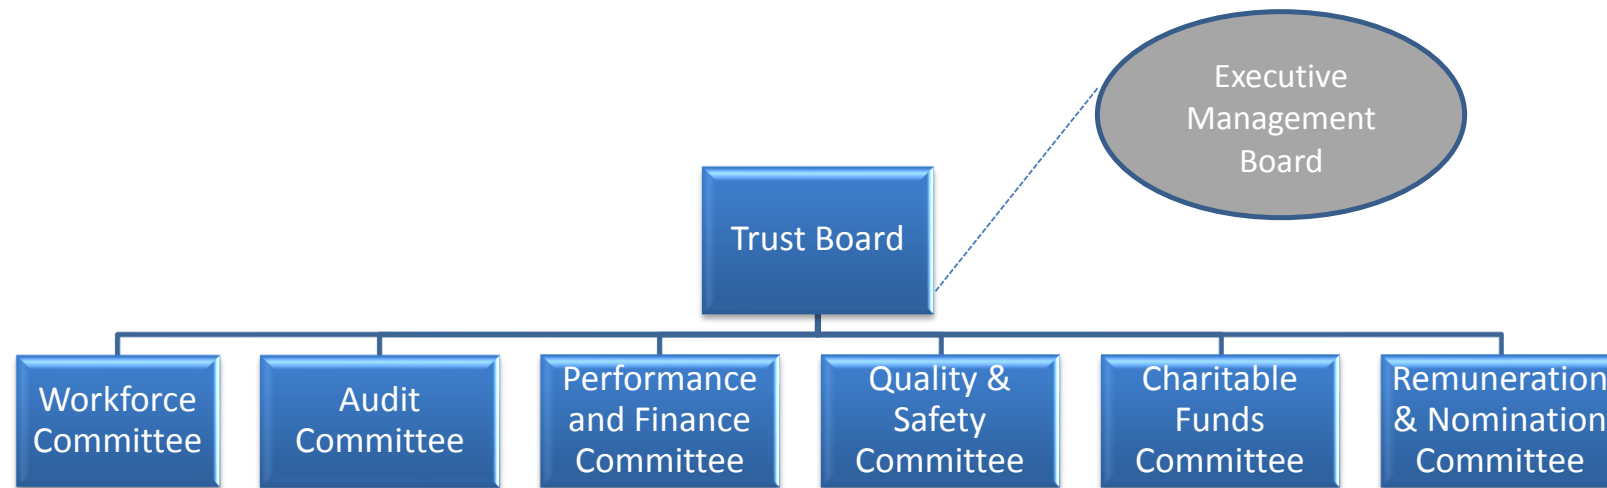 Executive
Management
Board
Trust Board
Workforce
Committee
Audit
Committee
Performance
and Finance
Committee
Quality &
Safety
Committee
Charitable
Funds
Committee
Remuneration
& Nomination
Committee